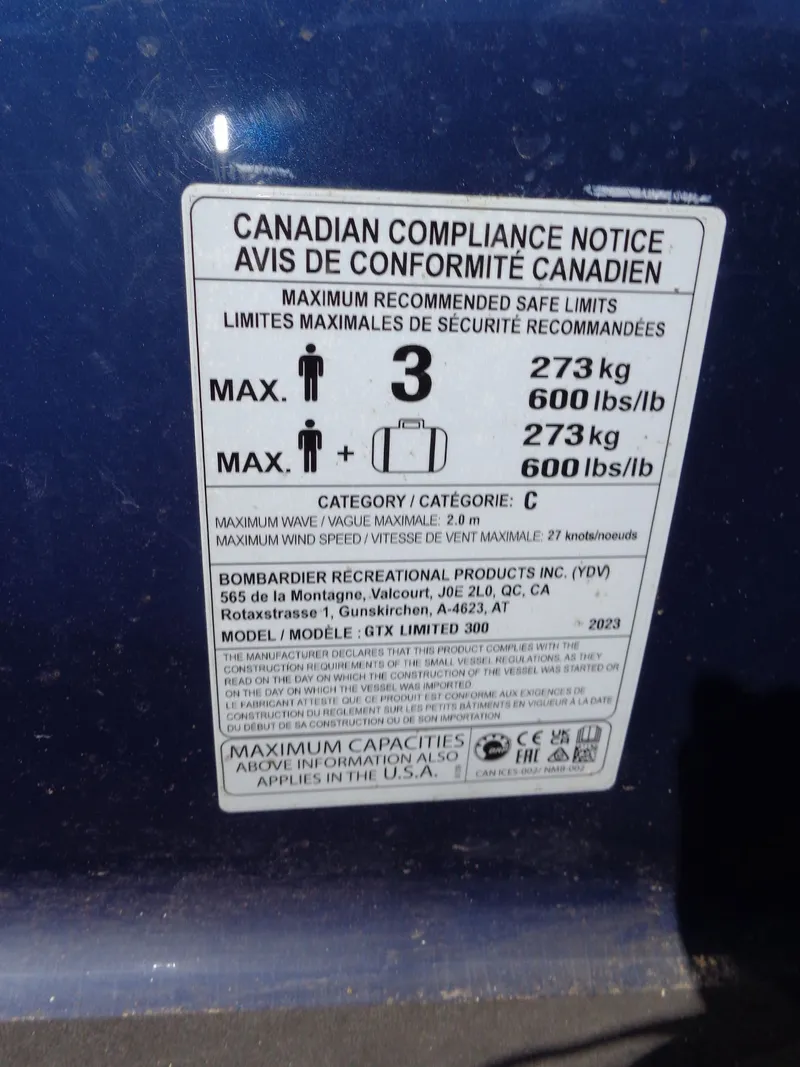 CANADIAN COMPLIANCE NOTICE
AVIS DE CONFORMITÉ CANADIEN
MAXIMUM RECOMMENDED SAFE LIMITS
LIMITES MAXIMALES DE SÉCURITÉ RECOMMANDÉES
MAX. 3 273 kg
600 lbs/lb
MAX. + 273 kg
600 lbs/lb
CATEGORY / CATÉGORIE: C
MAXIMUM WAVE / VAGUE MAXIMALE: 2.0 m
MAXIMUM WIND SPEED / VITESSE DE VENT MAXIMALE: 27 knots/noeuds
BOMBARDIER RECREATIONAL PRODUCTS INC. (YDV)
565 de la Montagne, Valcourt, J0E 2L0, QC, CA
Rotaxstrasse 1, Gunskirchen, A-4623, AT
MODEL / MODÈLE : GTX LIMITED 300 2023
THE MANUFACTURER DECLARES THAT THIS PRODUCT COMPLIES WITH THE
CONSTRUCTION REQUIREMENTS OF THE SMALL VESSEL REGULATIONS, AS THEY
READ ON THE DAY ON WHICH THE CONSTRUCTION OF THE VESSEL WAS STARTED OR
ON THE DAY ON WHICH THE VESSEL WAS IMPORTED
LE FABRICANT ATTESTE QUE CE PRODUIT EST CONFORME AUX EXIGENCES DE
CONSTRUCTION DU REGLEMENT SUR LES PETITS BÂTIMENTS EN VIGUEUR À LA DATE
DU DÉBUT DE SA CONSTRUCTION OU DE SON IMPORTATION
MAXIMUM CAPACITIES
ABOVE INFORMATION ALSO
APPLIES IN THE U.S.A.
brp CE UK CA
EAC
CAN ICES-002/ NMB-002